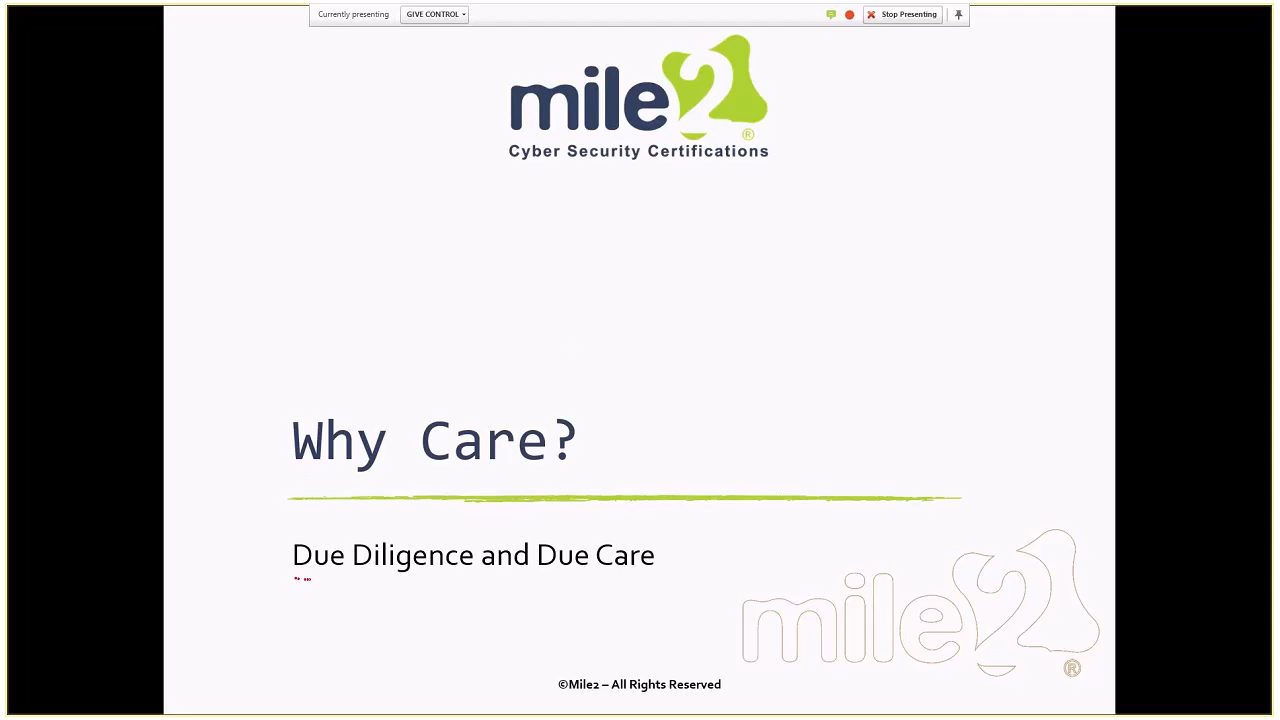 Currently presenting GIVE CONTROL Stop Presenting
mile2®
Cyber Security Certifications
Why Care?
Due Diligence and Due Care
mile2®
©Mile2 – All Rights Reserved